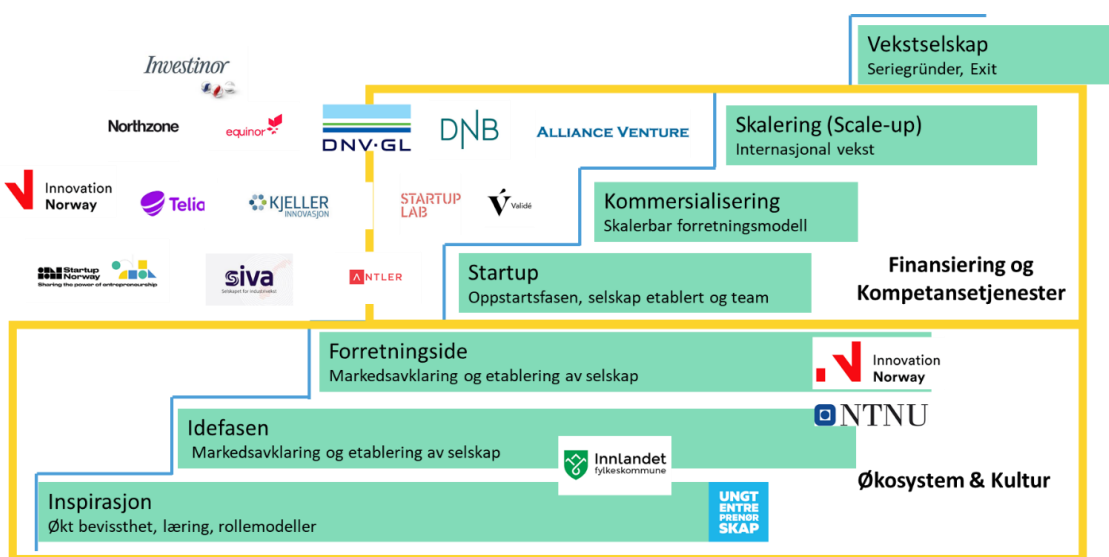 Vekstselskap
Seriegründer, Exit
Investinor
Northzone
equinor
DNV·GL
DNB
ALLIANCE VENTURE
Skalering (Scale-up)
Internasjonal vekst
Innovation
Norway
Telia
KJELLER
INNOVASJON
STARTUP
LAB
Validé
Kommersialisering
Skalerbar forretningsmodell
Startup
Norway
Sharing the power of entrepreneurship
siva
Selskapet for industrivekst
ANTLER
Startup
Oppstartsfasen, selskap etablert og team
Finansiering og
Kompetansetjenester
Forretningside
Markedsavklaring og etablering av selskap
Innovation
Norway
NTNU
Idefasen
Markedsavklaring og etablering av selskap
Innlandet
fylkeskommune
Økosystem & Kultur
Inspirasjon
Økt bevissthet, læring, rollemodeller
UNGT
ENTRE
PRENØR
SKAP